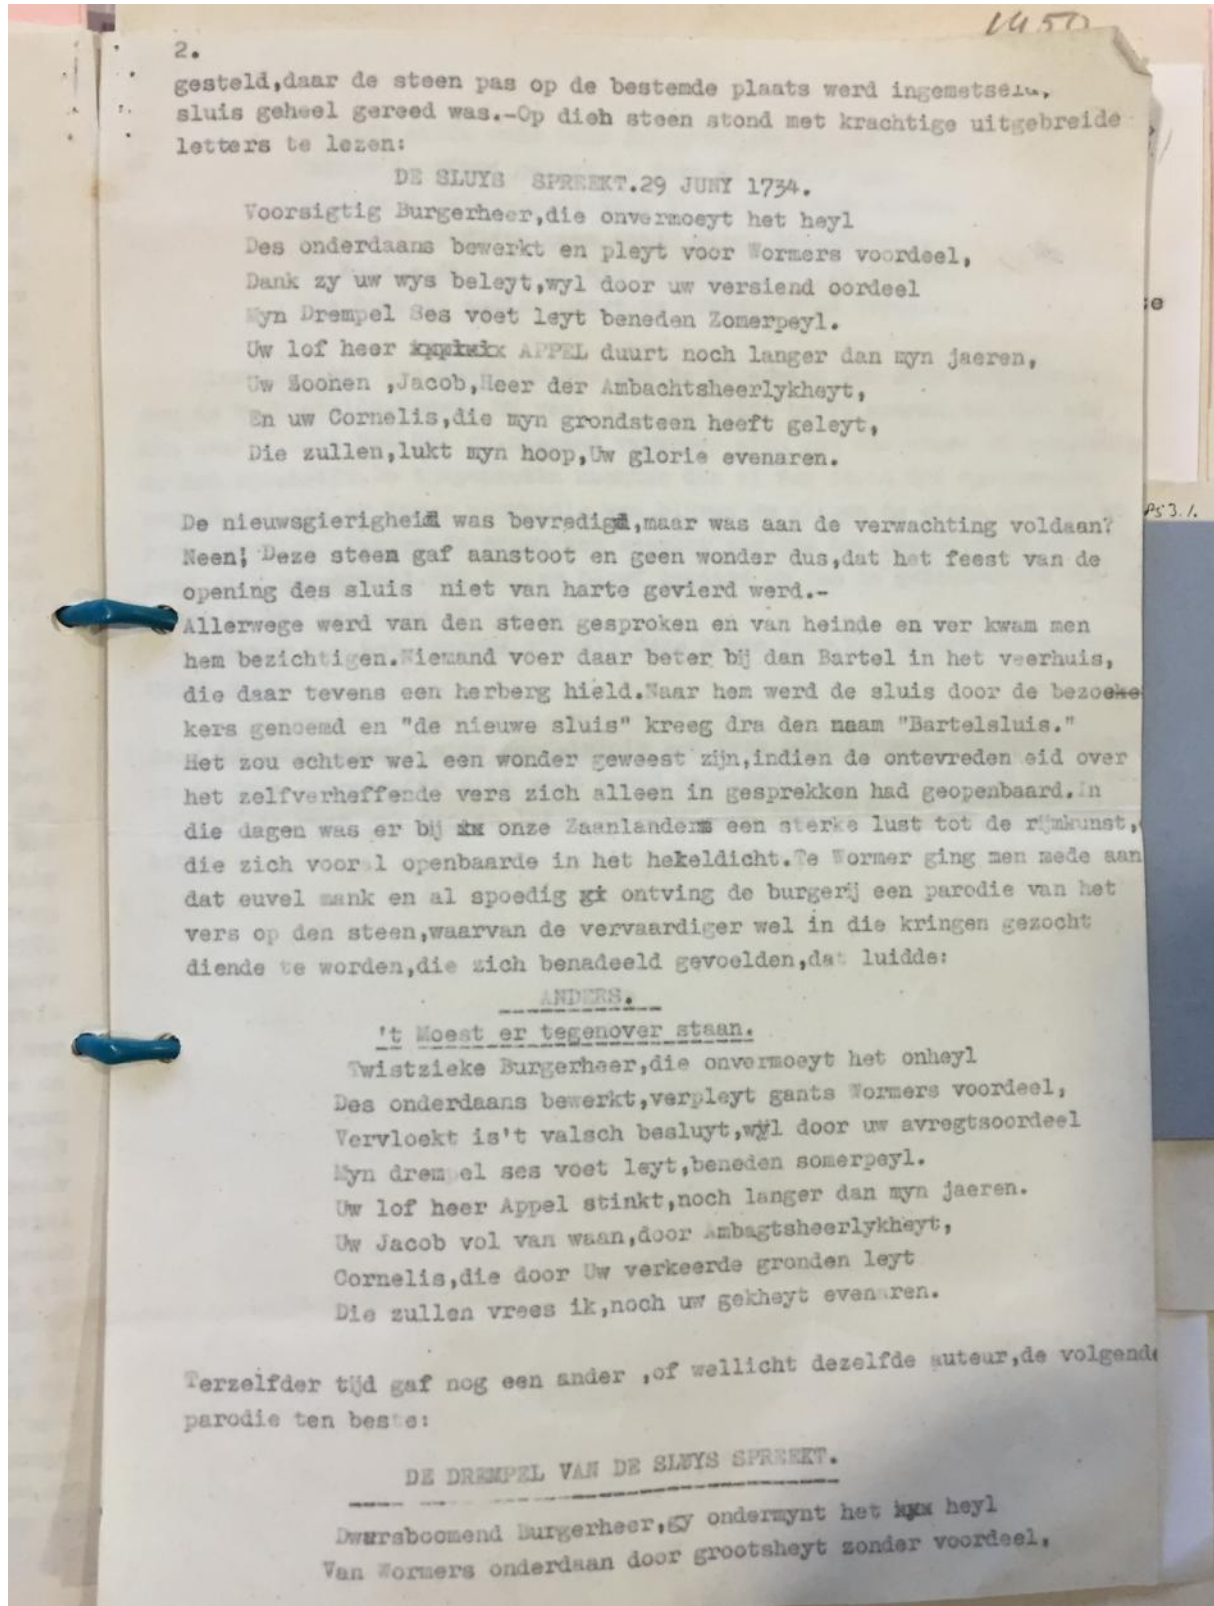 1450
2.
gesteld,daar de steen pas op de bestemde plaats werd
sluis geheel gereed was.-Op dieh steen stond met krachtige uitgebreide
letters te lezen:
DE SLUYS SPREEKT.29 JUNY 1734.
Voorsigtig Burgerheer,die onvermoeyt het heyl
Des onderdaans bewerkt en pleyt voor Wormers voordeel,
Dank zy uw wys beleyt,wyl door uw versiend oordeel
Myn Drempel Ses voet leyt beneden Zomerpeyl.
Uw lof heer APPEL duurt noch langer dan myn jaeren,
Uw Zoonen ,Jacob,Heer der Ambachtsheerlykheyt,
En uw Cornelis,die myn grondsteen heeft geleyt,
Die zullen,lukt myn hoop,Uw glorie evenaren.
De nieuwsgierigheid was bevredigd,maar was aan de verwachting voldaan?
Neen! Deze steen gaf aanstoot en geen wonder dus,dat het feest van de
opening des sluis niet van harte gevierd werd.-
Allerwege werd van den steen gesproken en van heinde en ver kwam men
hem bezichtigen.Niemand voer daar beter bij dan Bartel in het veerhuis,
die daar tevens een herberg hield.Naar hem werd de sluis door de bezoeke
kers genoemd en "de nieuwe sluis" kreeg dra den naam "Bartelsluis."
Het zou echter wel een wonder geweest zijn,indien de ontevreden eid over
het zelfverheffende vers zich alleen in gesprekken had geopenbaard.In
die dagen was er bij onze Zaanlanders een sterke lust tot de rijmkunst,
die zich vooral openbaarde in het hekeldicht.Te Wormer ging men mede aan
dat euvel mank en al spoedig ontving de burgerij een parodie van het
vers op den steen,waarvan de vervaardiger wel in die kringen gezocht
diende te worden,die zich benadeeld gevoelden,dat luidde:
ANDERS.
't Moest er tegenover staan.
Twistzieke Burgerheer,die onvermoeyt het onheyl
Des onderdaans bewerkt,verpleyt gants Wormers voordeel,
Vervloekt is't valsch besluyt,wyl door uw avregtsoordeel
Myn drempel ses voet leyt,beneden somerpeyl.
Uw lof heer Appel stinkt,noch langer dan myn jaeren.
Uw Jacob vol van waan,door Ambagtsheerlykheyt,
Cornelis,die door Uw verkeerde gronden leyt
Die zullen vrees ik,noch uw gekheyt evenaren.
Terzelfder tijd gaf nog een ander ,of wellicht dezelfde auteur,de volgende
parodie ten beste:
DE DREMPEL VAN DE SLUYS SPREEKT.
Dwarsboomend Burgerheer,gy ondermynt het heyl
Van Wormers onderdaan door grootsheyt zonder voordeel,